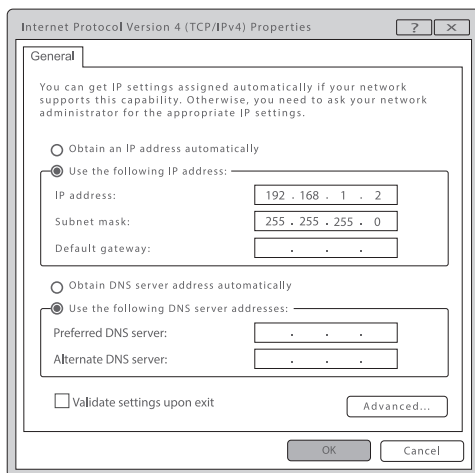 Internet Protocol Version 4 (TCP/IPv4) Properties ? ×
General
You can get IP settings assigned automatically if your network
supports this capability. Otherwise, you need to ask your network
administrator for the appropriate IP settings.
Obtain an IP address automatically
Use the following IP address:
IP address: 192 . 168 . 1 . 2
Subnet mask: 255 . 255 . 255 . 0
Default gateway: . . .
Obtain DNS server address automatically
Use the following DNS server addresses:
Preferred DNS server: . . .
Alternate DNS server: . . .
Validate settings upon exit
Advanced...
OK Cancel